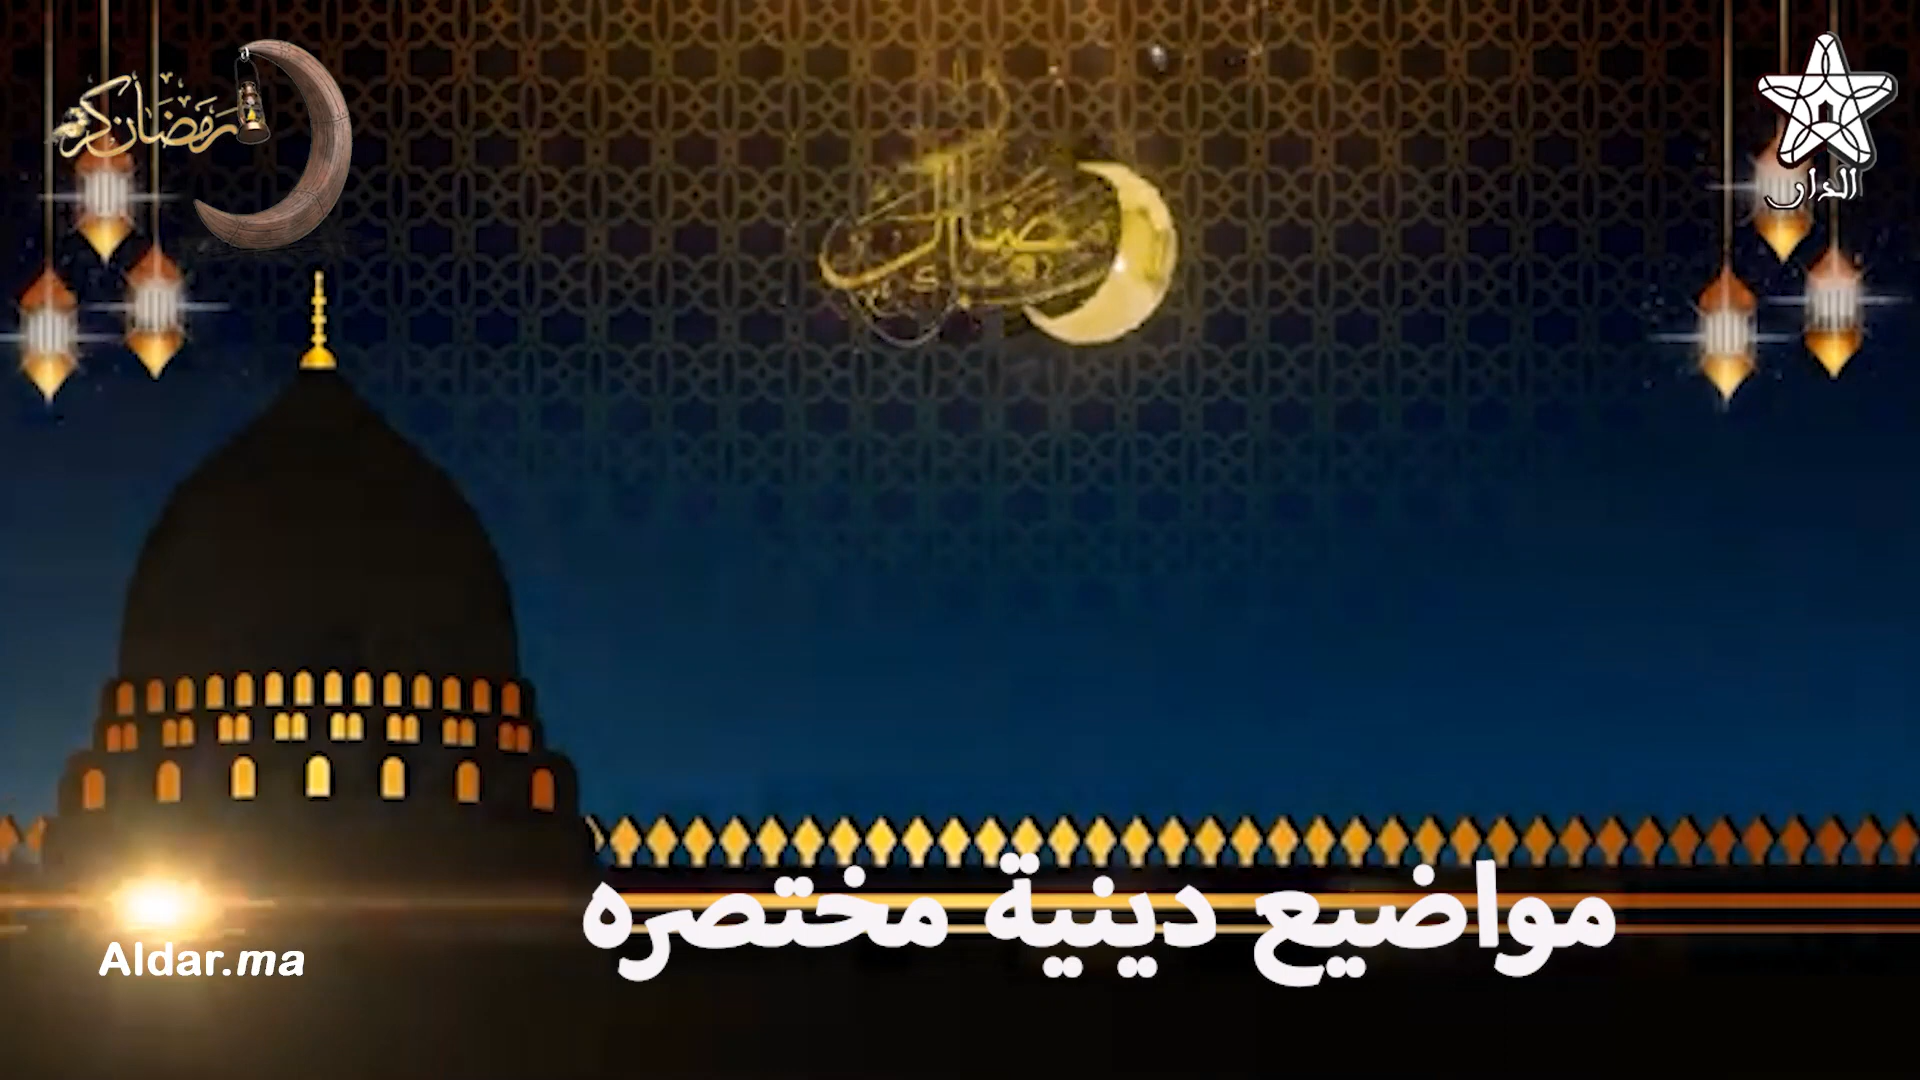 رمضان كريم
الدار
رمضان
مبارك
مواضيع دينية مختصره
Aldar.ma